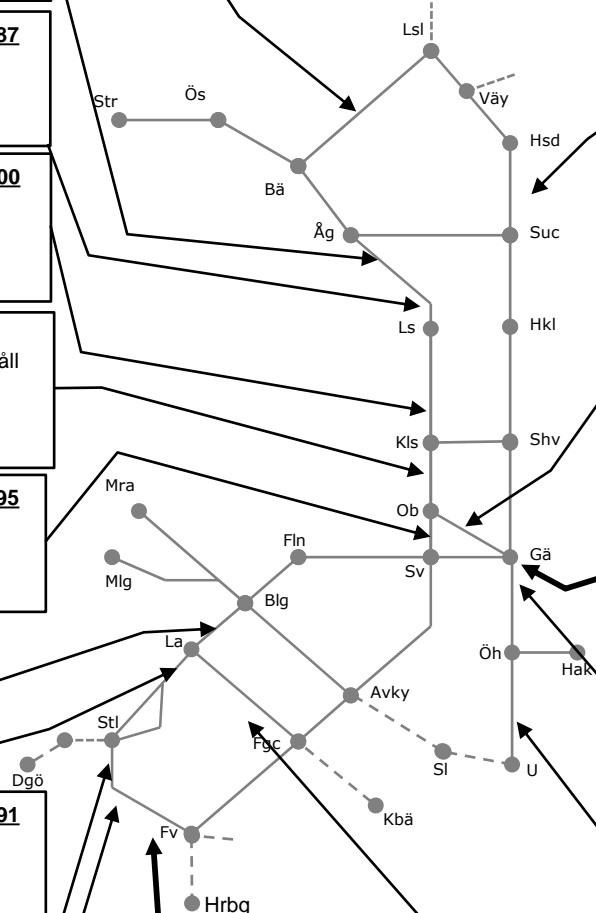 Lsl
37
Väy
Str
Ös
Hsd
00
Bä
Åg
Suc
Ls
Hkl
åll
Kls
Shv
95
Mra
Ob
Fln
Gä
Sv
Mlg
Blg
La
Öh
Hak
Avky
Stl
Fgc
Sl
U
Dgö
91
Kbä
Fv
Hrbg